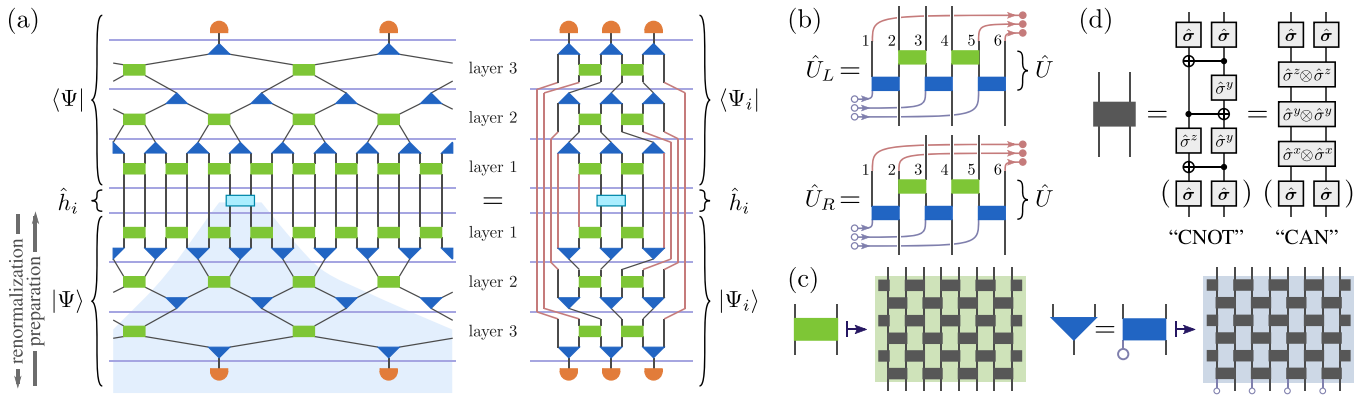 (a)
⟨Ψ|
ĥ_i
|Ψ⟩
renormalization
preparation
layer 3
layer 2
layer 1
=
layer 1
layer 2
layer 3
⟨Ψ_i|
ĥ_i
|Ψ_i⟩
(b)
1 2 3 4 5 6
Û_L =
Û
1 2 3 4 5 6
Û_R =
Û
(c)
=
(d)
=
σ̂ σ̂
σ̂^y
σ̂^z σ̂^y
( σ̂ σ̂ )
"CNOT"
=
σ̂ σ̂
σ̂^z⊗σ̂^z
σ̂^y⊗σ̂^y
σ̂^x⊗σ̂^x
( σ̂ σ̂ )
"CAN"